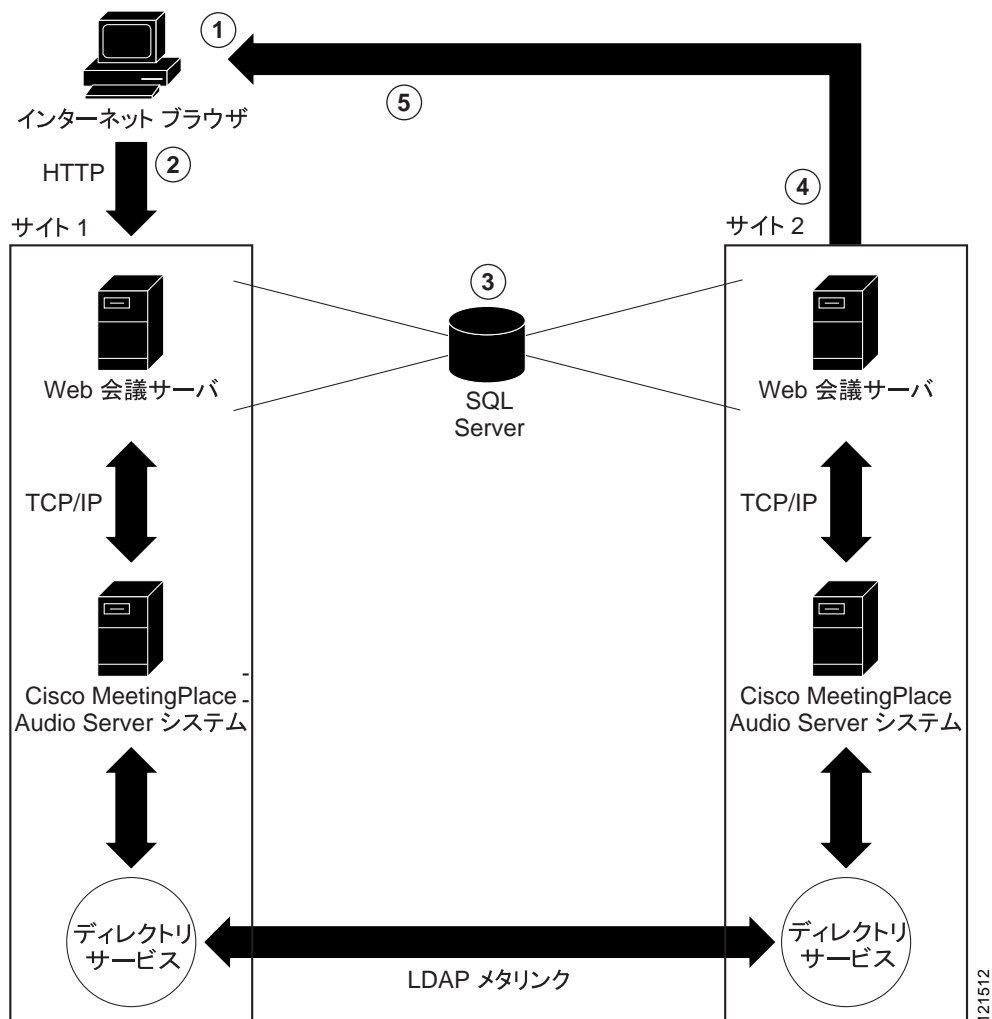 1
5
インターネット ブラウザ
HTTP
2
4
サイト 1
サイト 2
3
Web 会議サーバ
SQL
Server
Web 会議サーバ
TCP/IP
TCP/IP
Cisco MeetingPlace
Audio Server システム
Cisco MeetingPlace
Audio Server システム
ディレクトリ
サービス
ディレクトリ
サービス
LDAP メタリンク
121512